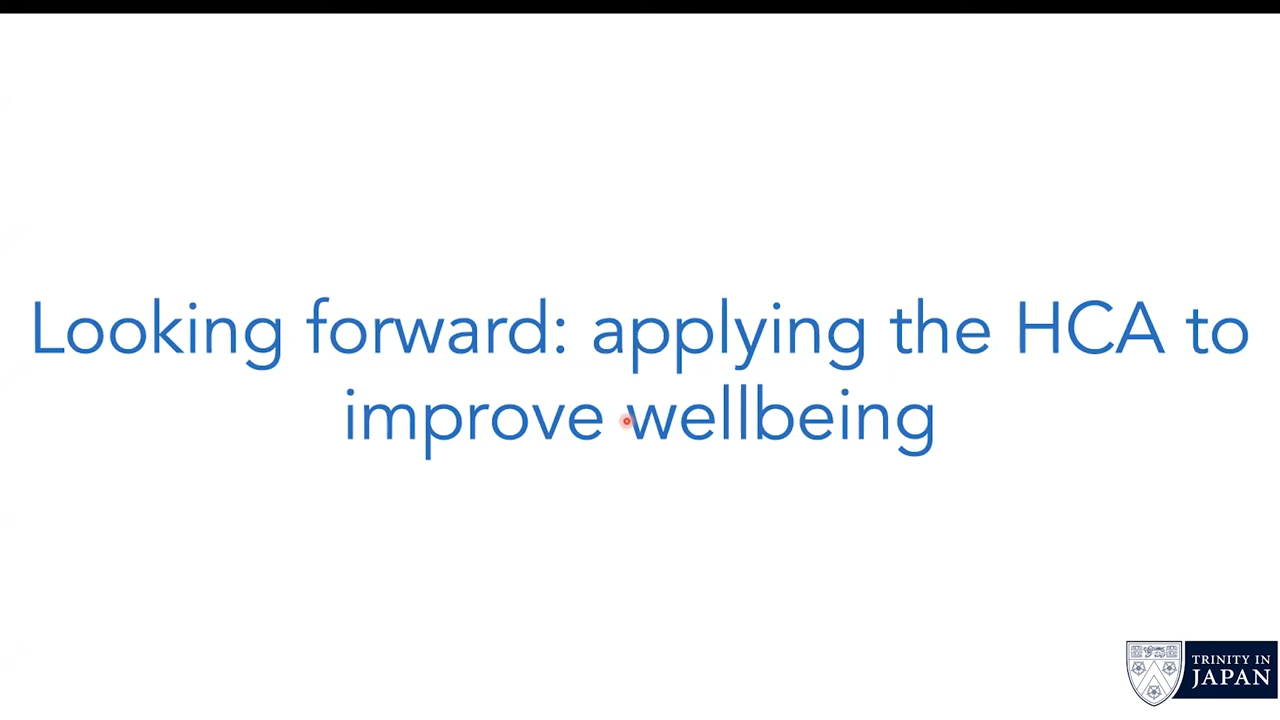 Looking forward: applying the HCA to
improve wellbeing
TRINITY IN
JAPAN